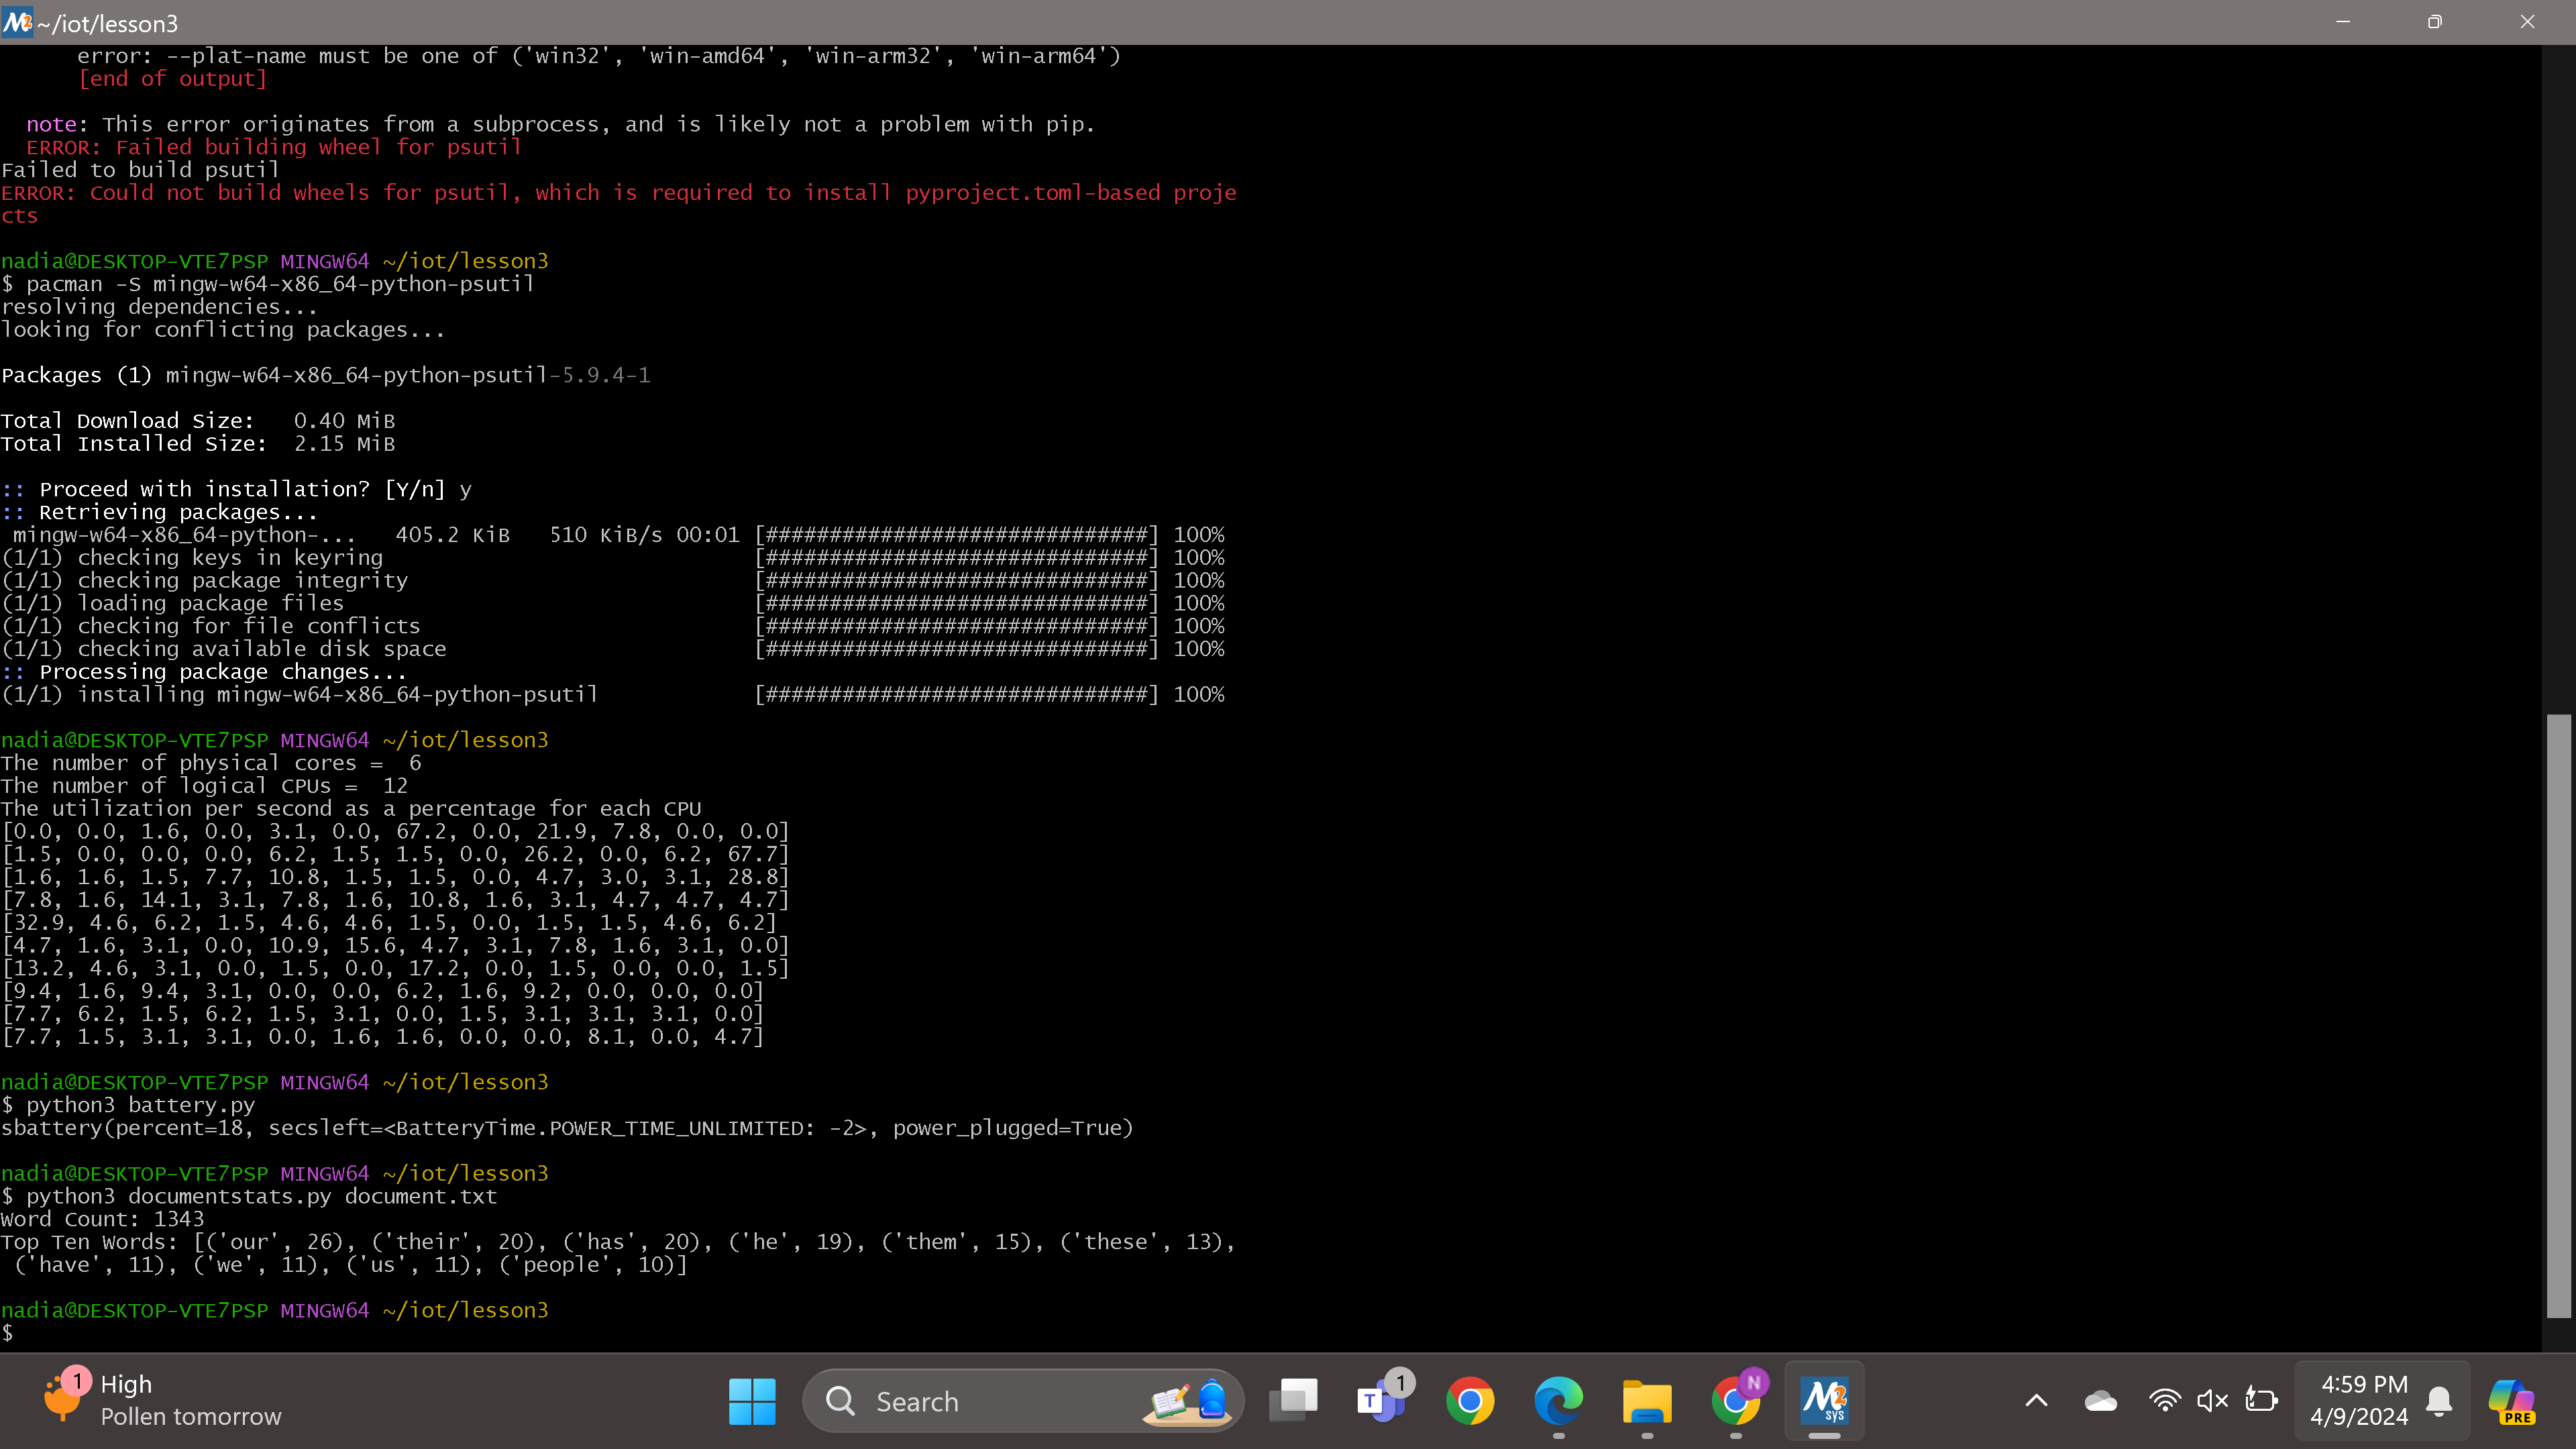 ~/iot/lesson3
error: --plat-name must be one of ('win32', 'win-amd64', 'win-arm32', 'win-arm64')
[end of output]
note: This error originates from a subprocess, and is likely not a problem with pip.
ERROR: Failed building wheel for psutil
Failed to build psutil
ERROR: Could not build wheels for psutil, which is required to install pyproject.toml-based proje
cts
nadia@DESKTOP-VTE7PSP MINGW64 ~/iot/lesson3
$ pacman -S mingw-w64-x86_64-python-psutil
resolving dependencies...
looking for conflicting packages...
Packages (1) mingw-w64-x86_64-python-psutil-5.9.4-1
Total Download Size:   0.40 MiB
Total Installed Size:  2.15 MiB
:: Proceed with installation? [Y/n] y
:: Retrieving packages...
mingw-w64-x86_64-python-...   405.2 KiB   510 KiB/s 00:01 [##############################] 100%
(1/1) checking keys in keyring [##############################] 100%
(1/1) checking package integrity [##############################] 100%
(1/1) loading package files [##############################] 100%
(1/1) checking for file conflicts [##############################] 100%
(1/1) checking available disk space [##############################] 100%
:: Processing package changes...
(1/1) installing mingw-w64-x86_64-python-psutil [##############################] 100%
nadia@DESKTOP-VTE7PSP MINGW64 ~/iot/lesson3
The number of physical cores =  6
The number of logical CPUs =  12
The utilization per second as a percentage for each CPU
[0.0, 0.0, 1.6, 0.0, 3.1, 0.0, 67.2, 0.0, 21.9, 7.8, 0.0, 0.0]
[1.5, 0.0, 0.0, 0.0, 6.2, 1.5, 1.5, 0.0, 26.2, 0.0, 6.2, 67.7]
[1.6, 1.6, 1.5, 7.7, 10.8, 1.5, 1.5, 0.0, 4.7, 3.0, 3.1, 28.8]
[7.8, 1.6, 14.1, 3.1, 7.8, 1.6, 10.8, 1.6, 3.1, 4.7, 4.7, 4.7]
[32.9, 4.6, 6.2, 1.5, 4.6, 4.6, 1.5, 0.0, 1.5, 1.5, 4.6, 6.2]
[4.7, 1.6, 3.1, 0.0, 10.9, 15.6, 4.7, 3.1, 7.8, 1.6, 3.1, 0.0]
[13.2, 4.6, 3.1, 0.0, 1.5, 0.0, 17.2, 0.0, 1.5, 0.0, 0.0, 1.5]
[9.4, 1.6, 9.4, 3.1, 0.0, 0.0, 6.2, 1.6, 9.2, 0.0, 0.0, 0.0]
[7.7, 6.2, 1.5, 6.2, 1.5, 3.1, 0.0, 1.5, 3.1, 3.1, 3.1, 0.0]
[7.7, 1.5, 3.1, 3.1, 0.0, 1.6, 1.6, 0.0, 0.0, 8.1, 0.0, 4.7]
nadia@DESKTOP-VTE7PSP MINGW64 ~/iot/lesson3
$ python3 battery.py
sbattery(percent=18, secsleft=<BatteryTime.POWER_TIME_UNLIMITED: -2>, power_plugged=True)
nadia@DESKTOP-VTE7PSP MINGW64 ~/iot/lesson3
$ python3 documentstats.py document.txt
Word Count: 1343
Top Ten Words: [('our', 26), ('their', 20), ('has', 20), ('he', 19), ('them', 15), ('these', 13),
('have', 11), ('we', 11), ('us', 11), ('people', 10)]
nadia@DESKTOP-VTE7PSP MINGW64 ~/iot/lesson3
$
1 High
Pollen tomorrow
Search
T 1
N
M2 sys
4:59 PM
4/9/2024
PRE